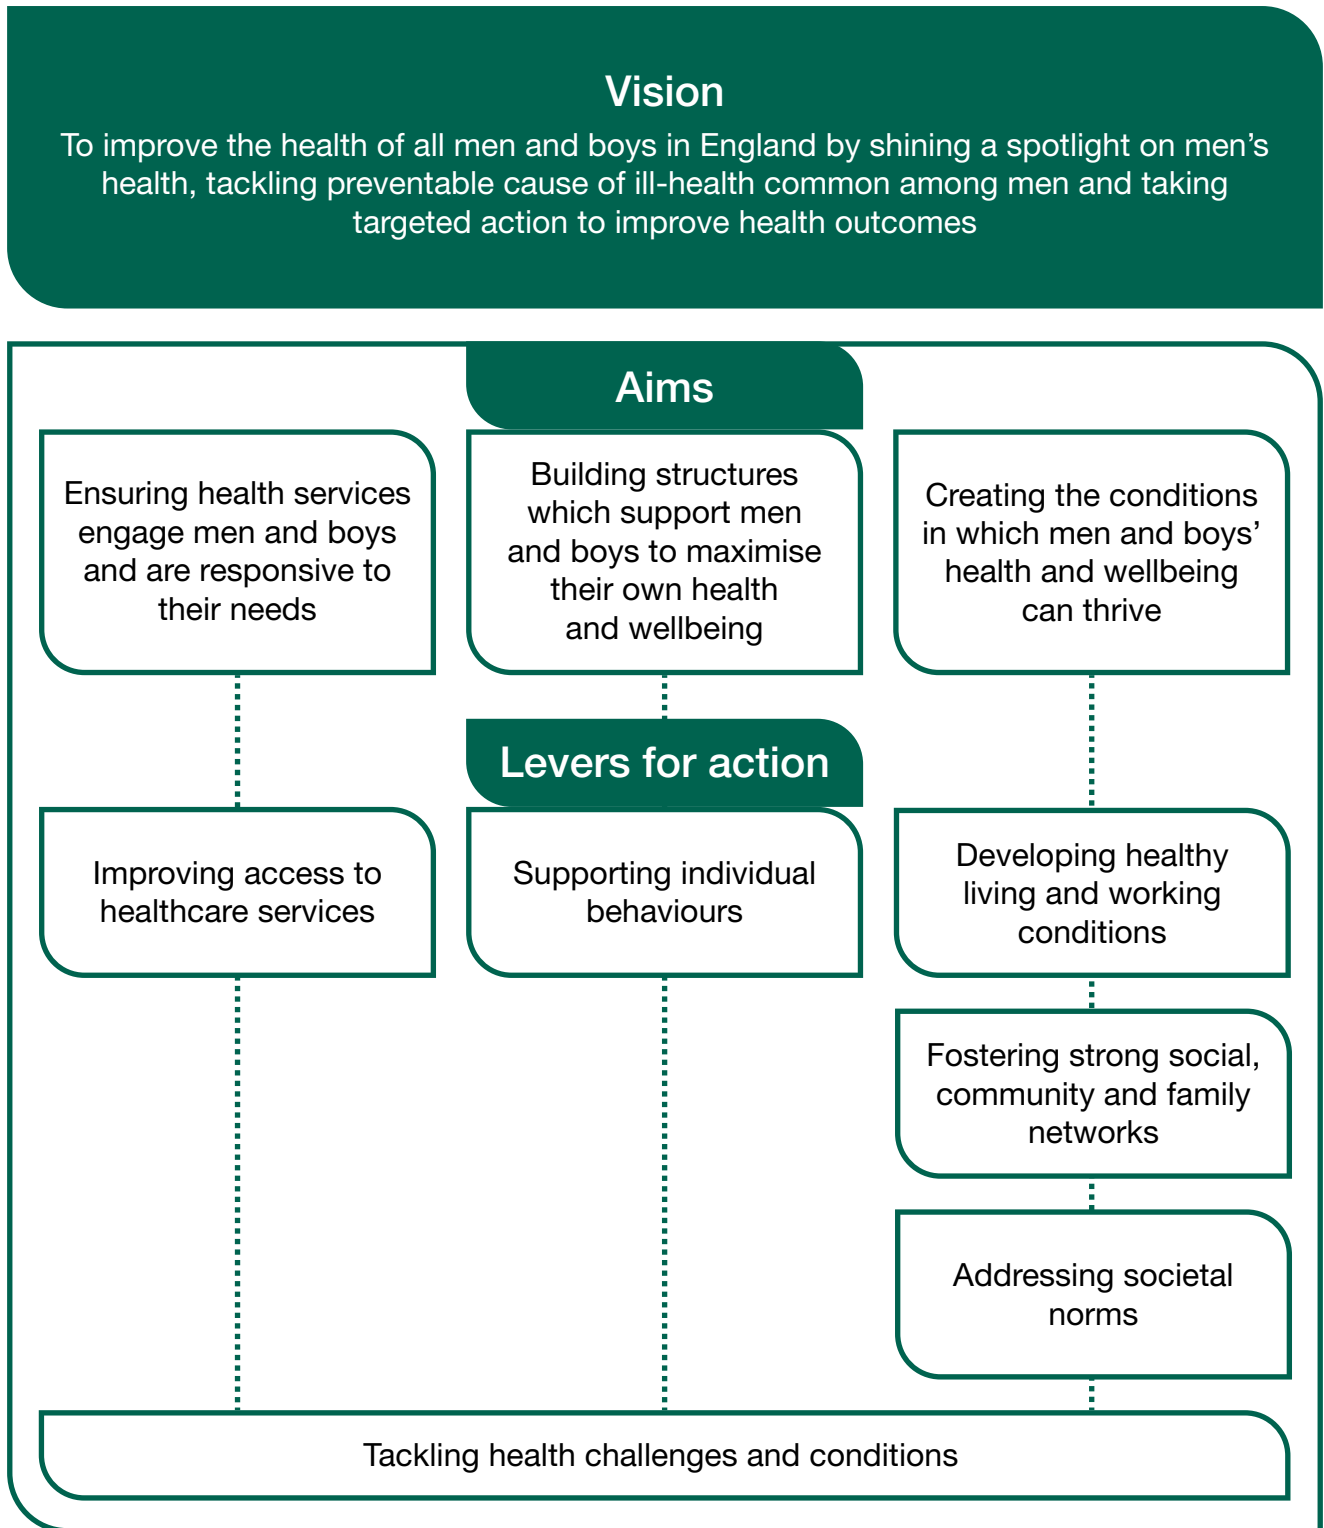 Vision
To improve the health of all men and boys in England by shining a spotlight on men’s
health, tackling preventable cause of ill-health common among men and taking
targeted action to improve health outcomes
Aims
Ensuring health services
engage men and boys
and are responsive to
their needs
Building structures
which support men
and boys to maximise
their own health
and wellbeing
Creating the conditions
in which men and boys’
health and wellbeing
can thrive
Levers for action
Improving access to
healthcare services
Supporting individual
behaviours
Developing healthy
living and working
conditions
Fostering strong social,
community and family
networks
Addressing societal
norms
Tackling health challenges and conditions